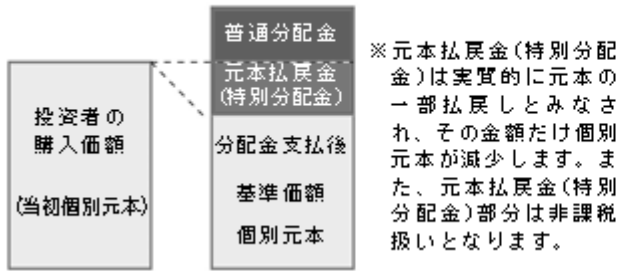 普通分配金
元本払戻金
(特別分配金)
投資者の
購入価額
(当初個別元本)
分配金支払後
基準価額
個別元本
※元本払戻金(特別分配
金)は実質的に元本の
一部払戻しとみなさ
れ、その金額だけ個別
元本が減少します。ま
た、元本払戻金(特別
分配金)部分は非課税
扱いとなります。